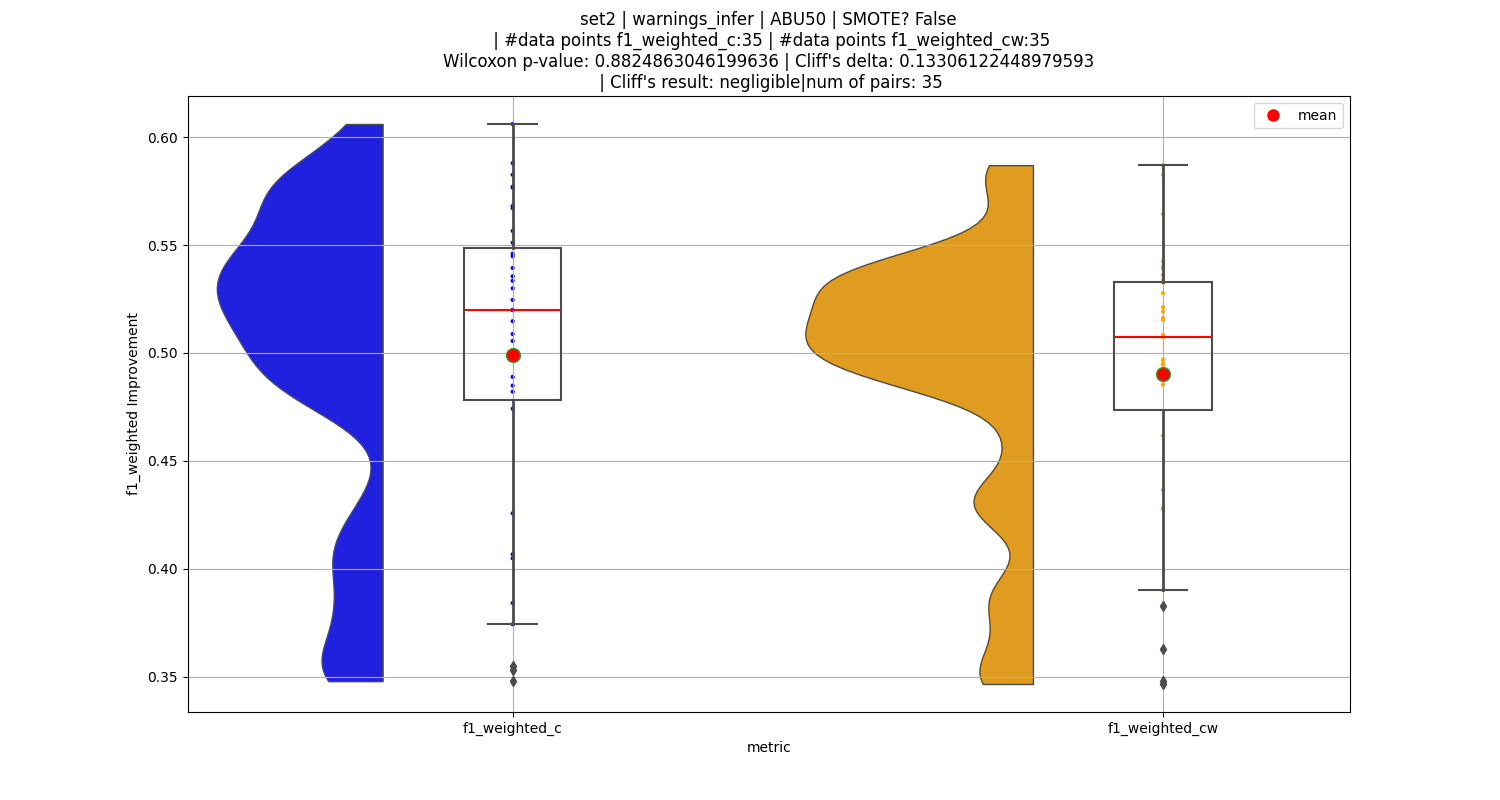 set2 | warnings_infer | ABU50 | SMOTE? False
| #data points f1_weighted_c:35 | #data points f1_weighted_cw:35
Wilcoxon p-value: 0.8824863046199636 | Cliff's delta: 0.13306122448979593
| Cliff's result: negligible|num of pairs: 35
mean
0.60
0.55
0.50
0.45
0.40
0.35
f1_weighted Improvement
f1_weighted_c
f1_weighted_cw
metric